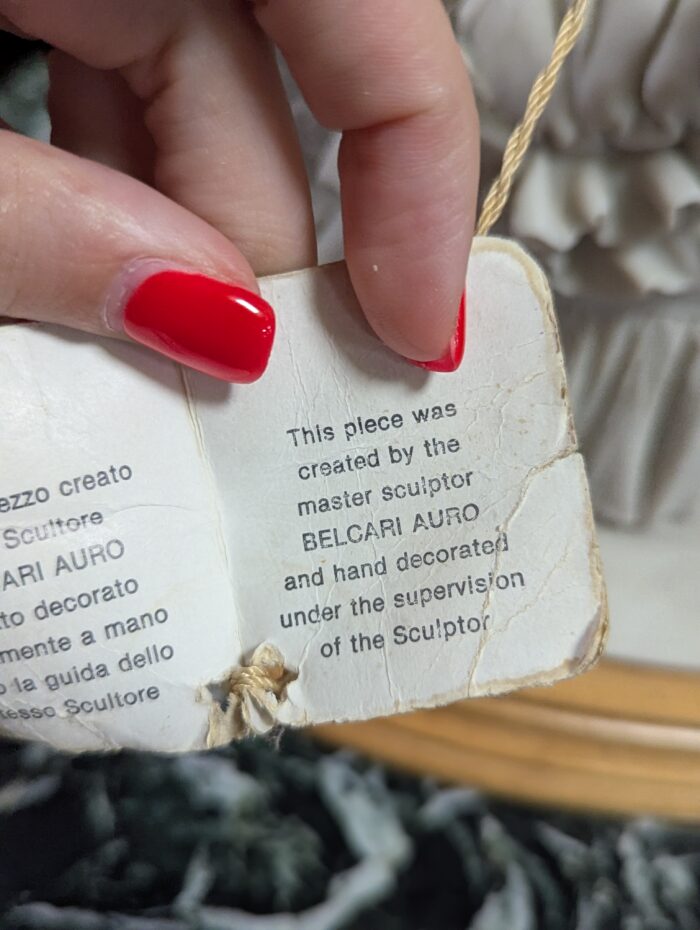 ezzo creato
Scultore
ARI AURO
to decorato
mente a mano
la guida dello
tesso Scultore
This piece was
created by the
master sculptor
BELCARI AURO
and hand decorated
under the supervision
of the Sculptor